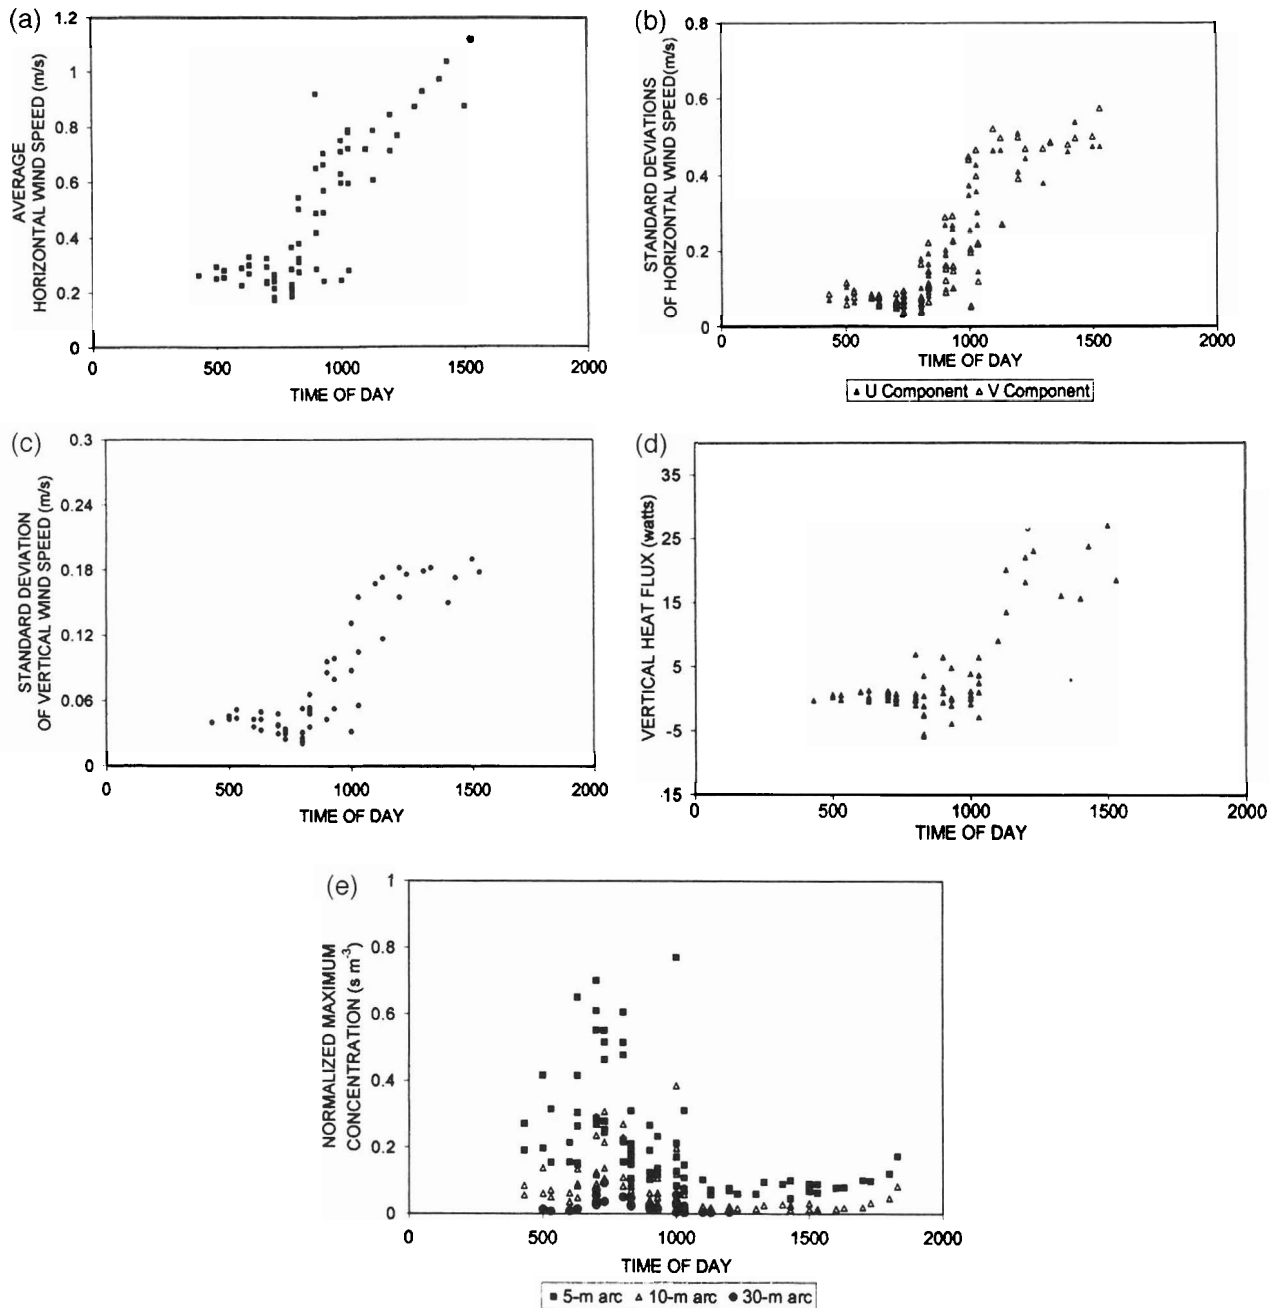 (a)
1.2
1
0.8
0.6
0.4
0.2
0
AVERAGE
HORIZONTAL WIND SPEED (m/s)
0 500 1000 1500 2000
TIME OF DAY
(b)
0.8
0.6
0.4
0.2
0
STANDARD DEVIATIONS
OF HORIZONTAL WIND SPEED(m/s)
0 500 1000 1500 2000
TIME OF DAY
U Component V Component
(c)
0.3
0.24
0.18
0.12
0.06
0
STANDARD DEVIATION
OF VERTICAL WIND SPEED (m/s)
0 500 1000 1500 2000
TIME OF DAY
(d)
35
25
15
5
-5
-15
VERTICAL HEAT FLUX (watts)
0 500 1000 1500 2000
TIME OF DAY
(e)
1
0.8
0.6
0.4
0.2
0
NORMALIZED MAXIMUM
CONCENTRATION (s m-3)
0 500 1000 1500 2000
TIME OF DAY
5-m arc 10-m arc 30-m arc